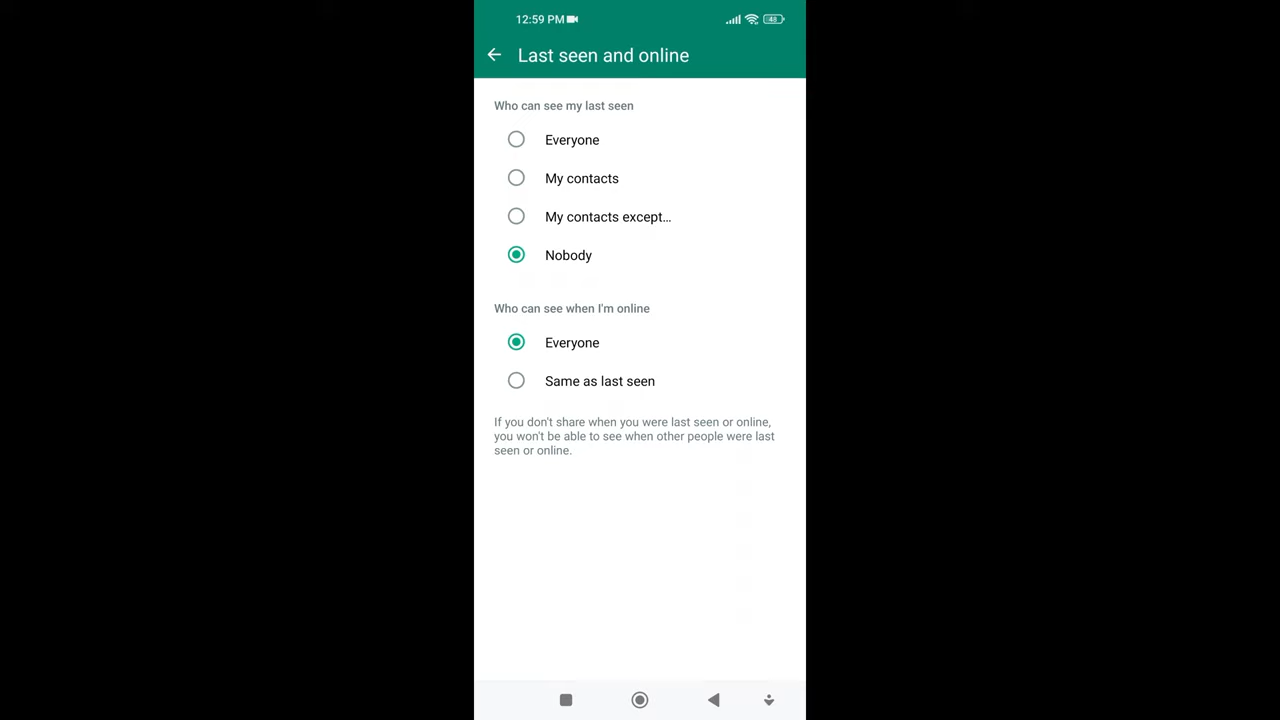 12:59 PM
48
Last seen and online
Who can see my last seen
Everyone
My contacts
My contacts except...
Nobody
Who can see when I'm online
Everyone
Same as last seen
If you don't share when you were last seen or online,
you won't be able to see when other people were last
seen or online.